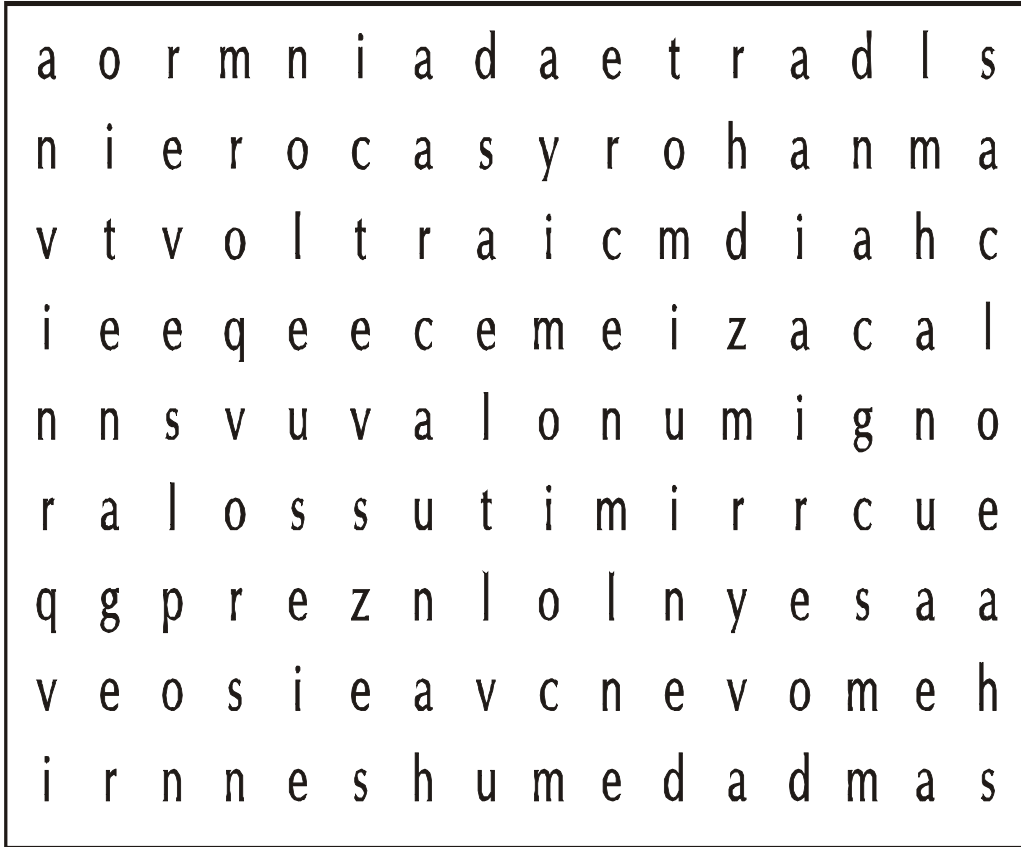 a o r m n i a d a e t r a d l s
n i e r o c a s y r o h a n m a
v t v o l t r a i c m d i a h c
i e e q e e c e m e i z a c a l
n n s v u v a l o n u m i g n o
r a l o s s u t i m i r r c u e
q g p r e z n l o l n y e s a a
v e o s i e a v c n e v o m e h
i r n n e s h u m e d a d m a s